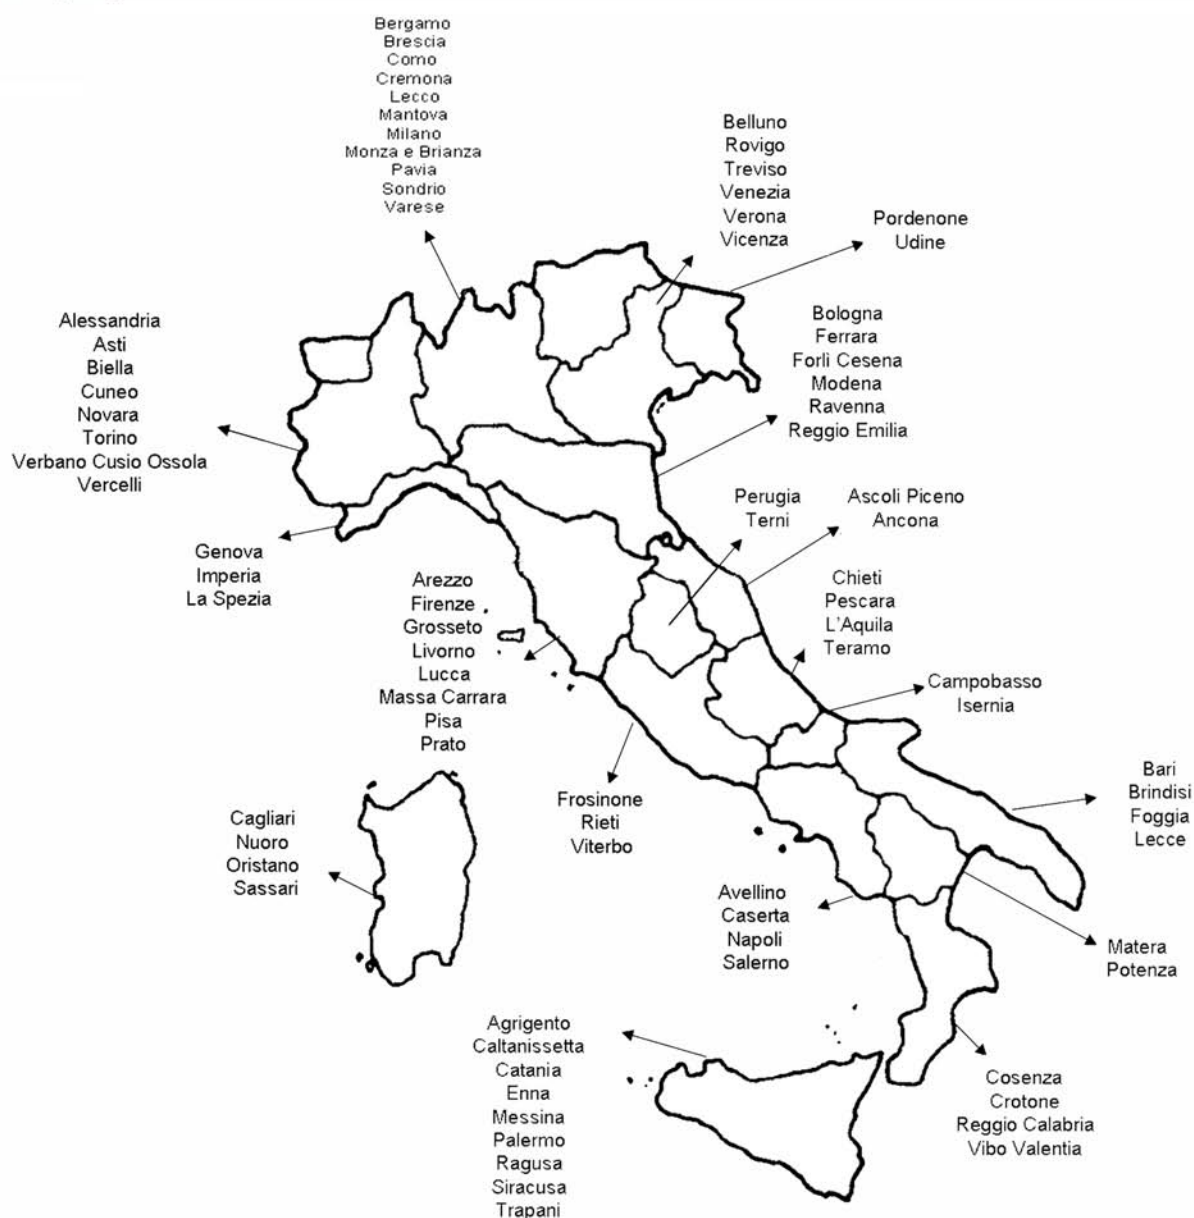 Bergamo
Brescia
Como
Cremona
Lecco
Mantova
Milano
Monza e Brianza
Pavia
Sondrio
Varese
Belluno
Rovigo
Treviso
Venezia
Verona
Vicenza
Pordenone
Udine
Alessandria
Asti
Biella
Cuneo
Novara
Torino
Verbano Cusio Ossola
Vercelli
Bologna
Ferrara
Forlì Cesena
Modena
Ravenna
Reggio Emilia
Perugia
Terni
Ascoli Piceno
Ancona
Genova
Imperia
La Spezia
Arezzo
Firenze
Grosseto
Livorno
Lucca
Massa Carrara
Pisa
Prato
Chieti
Pescara
L'Aquila
Teramo
Campobasso
Isernia
Frosinone
Rieti
Viterbo
Bari
Brindisi
Foggia
Lecce
Cagliari
Nuoro
Oristano
Sassari
Avellino
Caserta
Napoli
Salerno
Matera
Potenza
Agrigento
Caltanissetta
Catania
Enna
Messina
Palermo
Ragusa
Siracusa
Trapani
Cosenza
Crotone
Reggio Calabria
Vibo Valentia